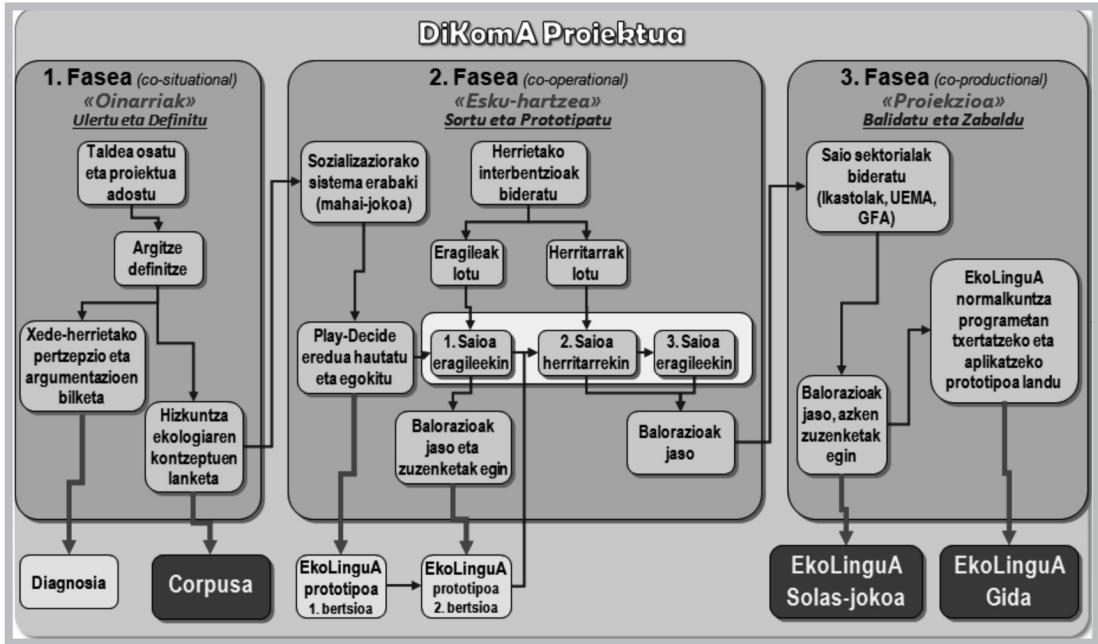 DiKomA Proiektua
1. Fasea (co-situational)
«Oinarriak»
Ulertu eta Definitu
Taldea osatu
eta proiektua
adostu
Argitze
definitze
Xede-herrietako
pertzepzio eta
argumentazioen
bilketa
Hizkuntza
ekologiaren
kontzeptuen
lanketa
Diagnosia
Corpusa
2. Fasea (co-operational)
«Esku-hartzea»
Sortu eta Prototipatu
Sozializaziorako
sistema erabaki
(mahai-jokoa)
Herrietako
interbentzioak
bideratu
Eragileak
lotu
Herritarrak
lotu
Play-Decide
eredua hautatu
eta egokitu
1. Saioa
eragileekin
2. Saioa
herritarrekin
3. Saioa
eragileekin
Balorazioak
jaso eta
zuzenketak egin
Balorazioak
jaso
EkoLinguA
prototipoa
1. bertsioa
EkoLinguA
prototipoa
2. bertsioa
3. Fasea (co-productional)
«Proiekzioa»
Balidatu eta Zabaldu
Saio sektorialak
bideratu
(Ikastolak, UEMA,
GFA)
EkoLinguA
normalkuntza
programetan
txertatzeko eta
aplikatzeko
prototipoa landu
Balorazioak
jaso, azken
zuzenketak
egin
EkoLinguA
Solas-jokoa
EkoLinguA
Gida